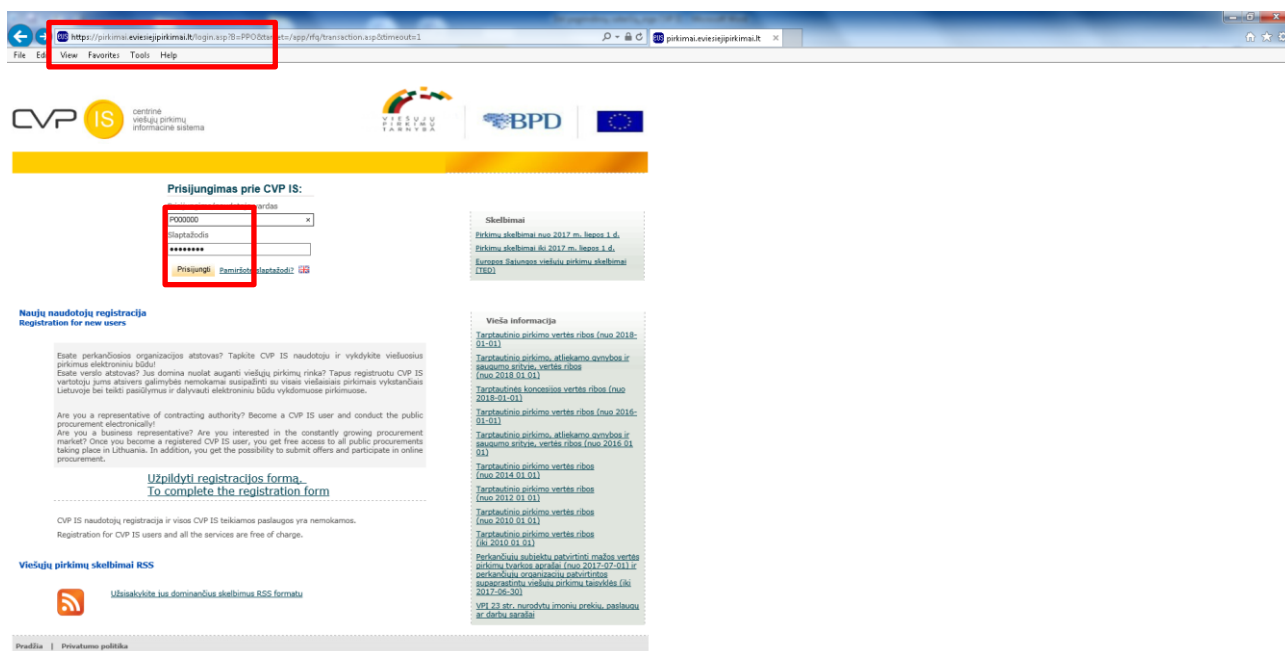 https://pirkimai.eviesiejipirkimai.lt/login.asp?B=PPO&target=/app/rfq/transaction.asp&timeout=1
pirkimai.eviesiejipirkimai.lt
File Edit View Favorites Tools Help
CVP IS
centrinė
viešųjų pirkimų
informacinė sistema
VIEŠŲJŲ
PIRKIMŲ
TARNYBA
BPD
Prisijungimas prie CVP IS:
vardas
P000000
Slaptažodis
Prisijungti Pamiršote slaptažodį?
Skelbimai
Pirkimų skelbimai nuo 2017 m. liepos 1 d.
Pirkimų skelbimai iki 2017 m. liepos 1 d.
Europos Sąjungos viešųjų pirkimų skelbimai
(TED)
Naujų naudotojų registracija
Registration for new users
Esate perkančiosios organizacijos atstovas? Tapkite CVP IS naudotoju ir vykdykite viešuosius
pirkimus elektroniniu būdu!
Esate verslo atstovas? Jus domina nuolat auganti viešųjų pirkimų rinka? Tapus registruotu CVP IS
vartotoju jums atsivers galimybės nemokamai susipažinti su visais viešaisiais pirkimais vykstančiais
Lietuvoje bei teikti pasiūlymus ir dalyvauti elektroniniu būdu vykdomuose pirkimuose.
Are you a representative of contracting authority? Become a CVP IS user and conduct the public
procurement electronically!
Are you a business representative? Are you interested in the constantly growing procurement
market? Once you become a registered CVP IS user, you get free access to all public procurements
taking place in Lithuania. In addition, you get the possibility to submit offers and participate in online
procurement.
Užpildyti registracijos formą.
To complete the registration form
CVP IS naudotojų registracija ir visos CVP IS teikiamos paslaugos yra nemokamos.
Registration for CVP IS users and all the services are free of charge.
Viešųjų pirkimų skelbimai RSS
Užsisakykite jus dominančius skelbimus RSS formatu
Vieša informacija
Tarptautinio pirkimo vertės ribos (nuo 2018-
01-01)
Tarptautinio pirkimo, atliekamo gynybos ir
saugumo srityje, vertės ribos
(nuo 2018 01 01)
Tarptautinės koncesijos vertės ribos (nuo
2018-01-01)
Tarptautinio pirkimo vertės ribos (nuo 2016-
01-01)
Tarptautinio pirkimo, atliekamo gynybos ir
saugumo srityje, vertės ribos (nuo 2016 01
01)
Tarptautinio pirkimo vertės ribos
(nuo 2014 01 01)
Tarptautinio pirkimo vertės ribos
(nuo 2012 01 01)
Tarptautinio pirkimo vertės ribos
(nuo 2010 01 01)
Tarptautinio pirkimo vertės ribos
(iki 2010 01 01)
Perkančiųjų subjektų patvirtinti mažos vertės
pirkimų tvarkos aprašai (nuo 2017-07-01) ir
perkančiųjų organizacijų patvirtintos
supaprastintų viešųjų pirkimų taisyklės (iki
2017-06-30)
VPĮ 23 str. nurodytų įmonių prekių, paslaugų
ar darbų sąrašai
Pradžia | Privatumo politika